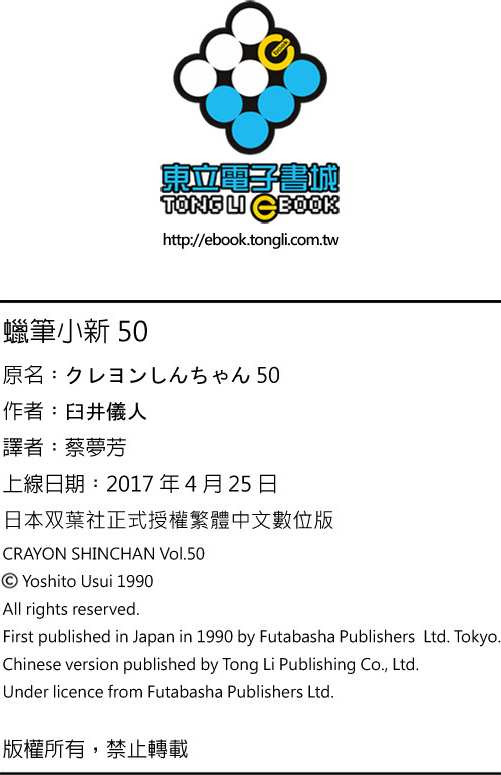 東立電子書城
TONG LI eBOOK
http://ebook.tongli.com.tw
蠟筆小新 50
原名：クレヨンしんちゃん 50
作者：臼井儀人
譯者：蔡夢芳
上線日期：2017 年 4 月 25 日
日本双葉社正式授權繁體中文數位版
CRAYON SHINCHAN Vol.50
© Yoshito Usui 1990
All rights reserved.
First published in Japan in 1990 by Futabasha Publishers Ltd. Tokyo.
Chinese version published by Tong Li Publishing Co., Ltd.
Under licence from Futabasha Publishers Ltd.
版權所有，禁止轉載